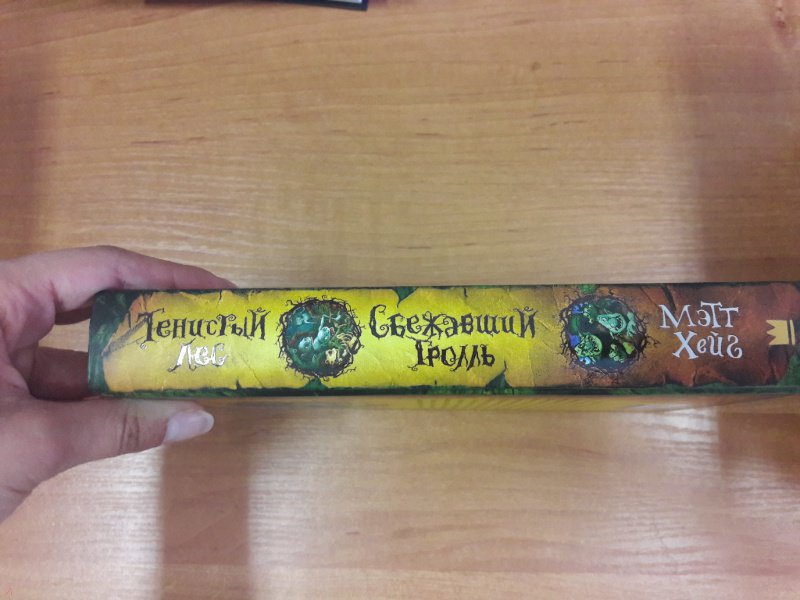 Тенистый
Лес
Сбежавший
Тролль
Мэтт
Хейг